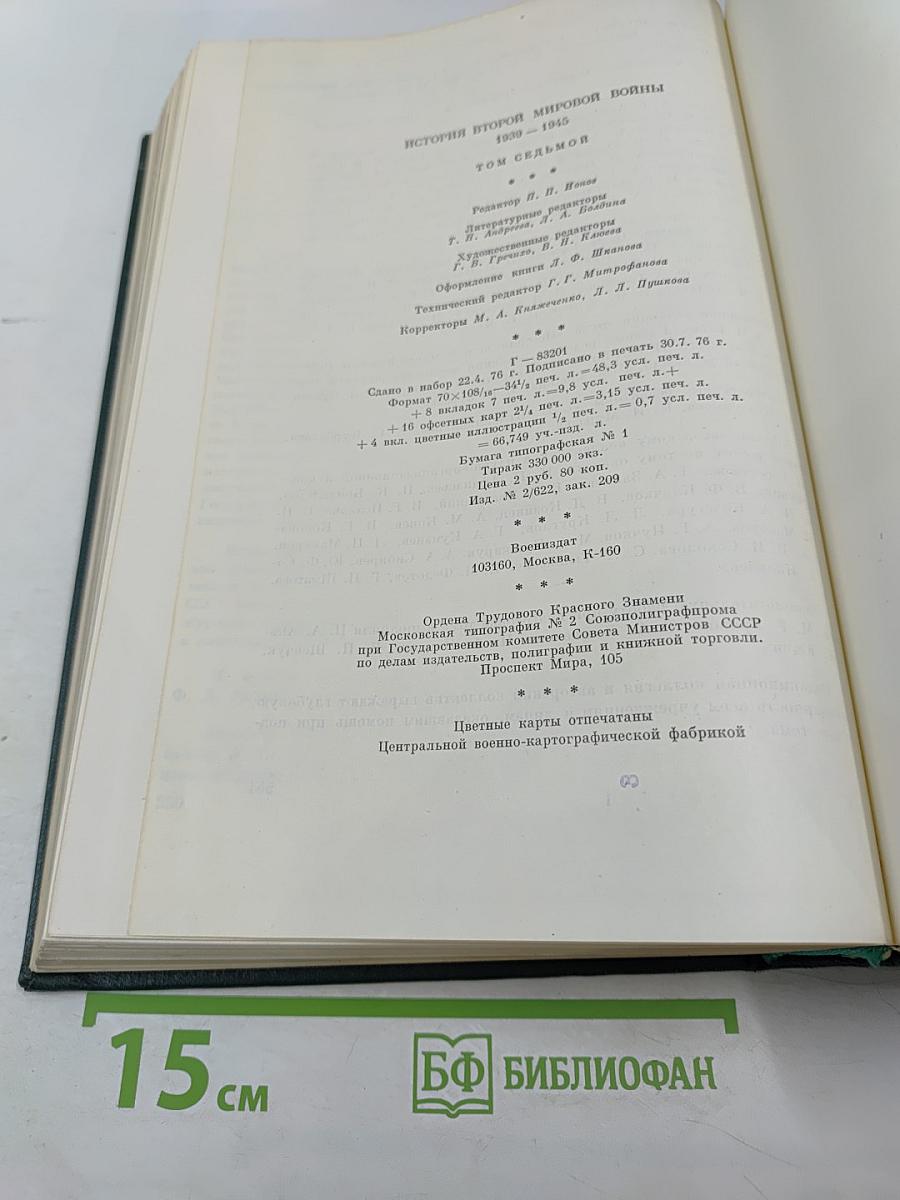 ИСТОРИЯ ВТОРОЙ МИРОВОЙ ВОЙНЫ
1939 — 1945
ТОМ СЕДЬМОЙ
* * *
Редактор П. П. Ионов
Литературные редакторы
Т. Н. Андреева, Л. А. Болдина
Художественные редакторы
Г. В. Гречихо, В. Н. Клюева
Оформление книги Л. Ф. Шканова
Технический редактор Г. Г. Митрофанова
Корректоры М. А. Княжеченко, Л. Л. Пушкова
* * *
Г — 83201
Сдано в набор 22.4. 76 г. Подписано в печать 30.7. 76 г.
Формат 70×108/16—34 1/2 печ. л.=48,3 усл. печ. л.
+ 8 вкладок 7 печ. л.=9,8 усл. печ. л.+
+ 16 офсетных карт 2 1/4 печ. л.=3,15 усл. печ. л.
+ 4 вкл. цветные иллюстрации 1/2 печ. л.= 0,7 усл. печ. л.
= 66,749 уч.-изд. л.
Бумага типографская № 1
Тираж 330 000 экз.
Цена 2 руб. 80 коп.
Изд. № 2/622, зак. 209
* * *
Воениздат
103160, Москва, К-160
* * *
Ордена Трудового Красного Знамени
Московская типография № 2 Союзполиграфпрома
при Государственном комитете Совета Министров СССР
по делам издательств, полиграфии и книжной торговли.
Проспект Мира, 105
* * *
Цветные карты отпечатаны
Центральной военно-картографической фабрикой
15 см
БФ БИБЛИОФАН